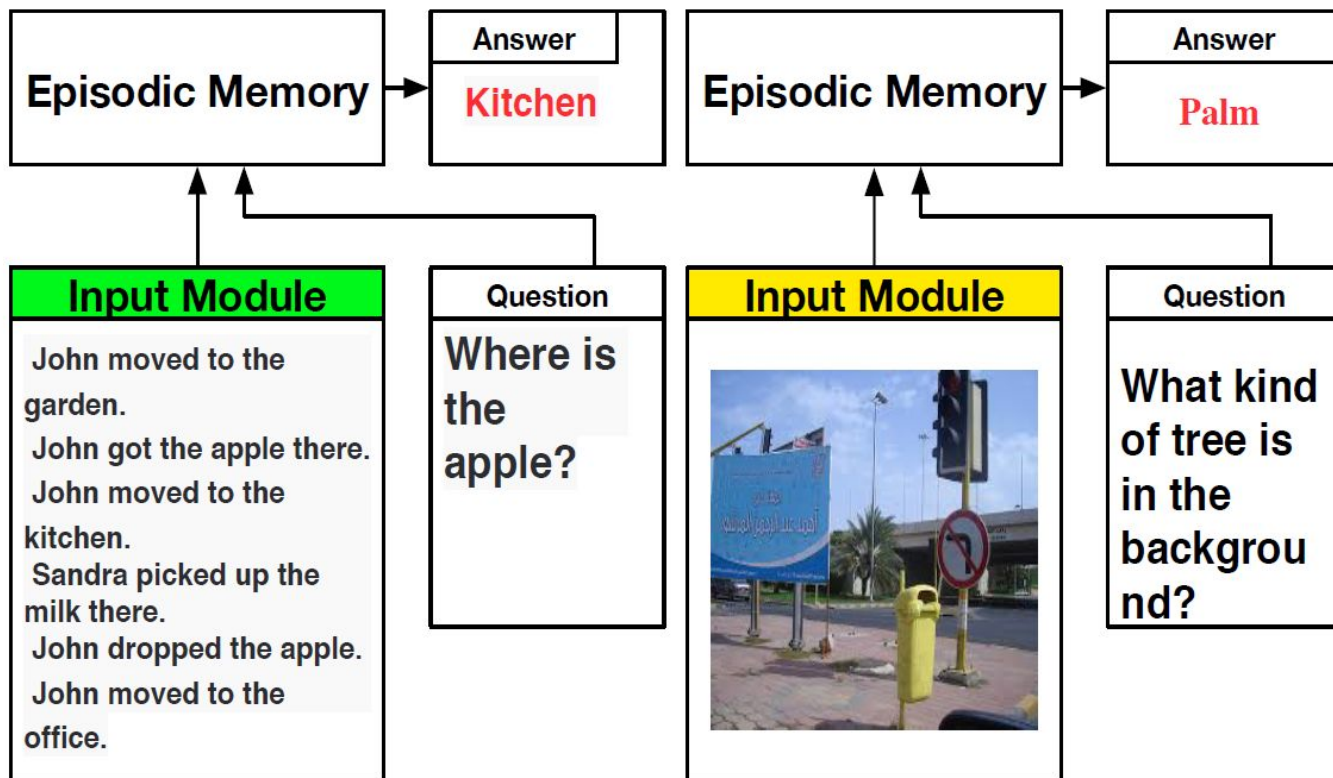 Episodic Memory
Answer
Kitchen
Input Module
John moved to the
garden.
John got the apple there.
John moved to the
kitchen.
Sandra picked up the
milk there.
John dropped the apple.
John moved to the
office.
Question
Where is
the
apple?
Episodic Memory
Answer
Palm
Input Module
Question
What kind
of tree is
in the
backgrou
nd?